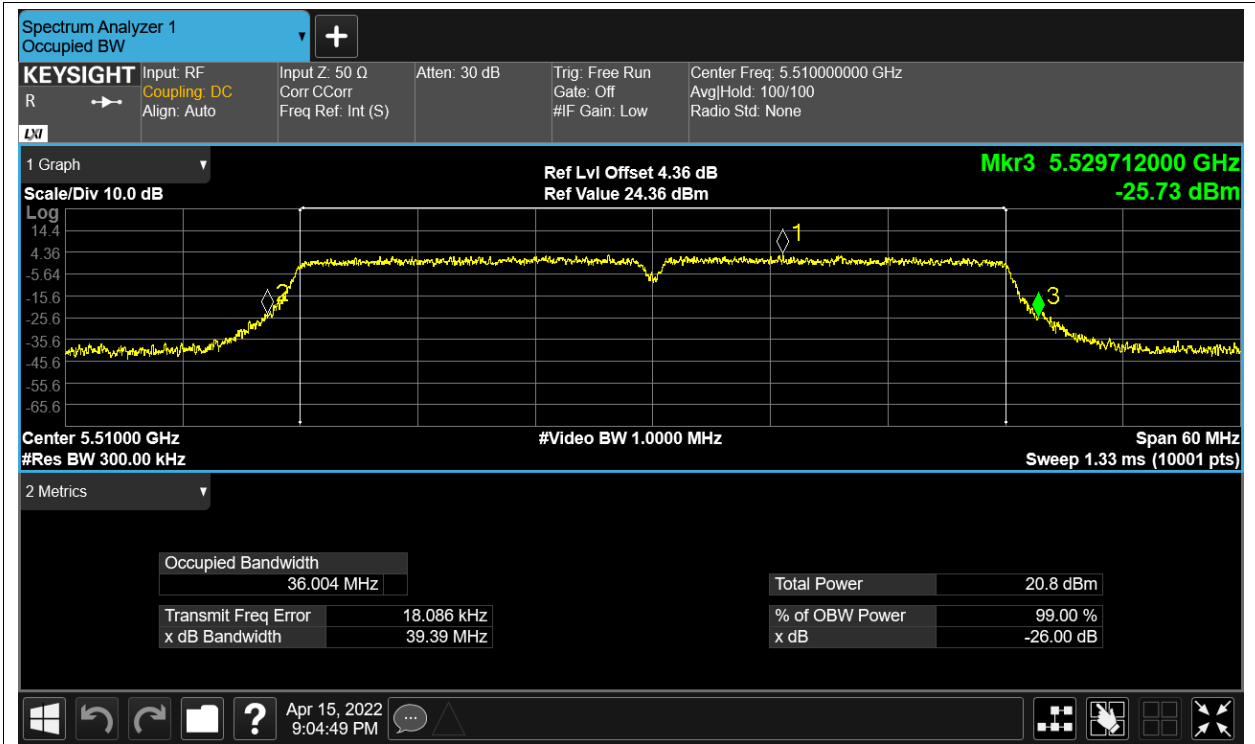 Spectrum Analyzer 1
Occupied BW
KEYSIGHT
R
LXI
Input: RF
Coupling: DC
Align: Auto
Input Z: 50 Ω
Corr CCorr
Freq Ref: Int (S)
Atten: 30 dB
Trig: Free Run
Gate: Off
#IF Gain: Low
Center Freq: 5.510000000 GHz
Avg|Hold: 100/100
Radio Std: None
1 Graph
Ref Lvl Offset 4.36 dB
Mkr3 5.529712000 GHz
Scale/Div 10.0 dB
Ref Value 24.36 dBm
-25.73 dBm
Log
14.4
4.36
-5.64
-15.6
-25.6
-35.6
-45.6
-55.6
-65.6
1
2
3
Center 5.51000 GHz
#Video BW 1.0000 MHz
Span 60 MHz
#Res BW 300.00 kHz
Sweep 1.33 ms (10001 pts)
2 Metrics
Occupied Bandwidth
36.004 MHz
Total Power 20.8 dBm
Transmit Freq Error 18.086 kHz
% of OBW Power 99.00 %
x dB Bandwidth 39.39 MHz
x dB -26.00 dB
?
Apr 15, 2022
9:04:49 PM